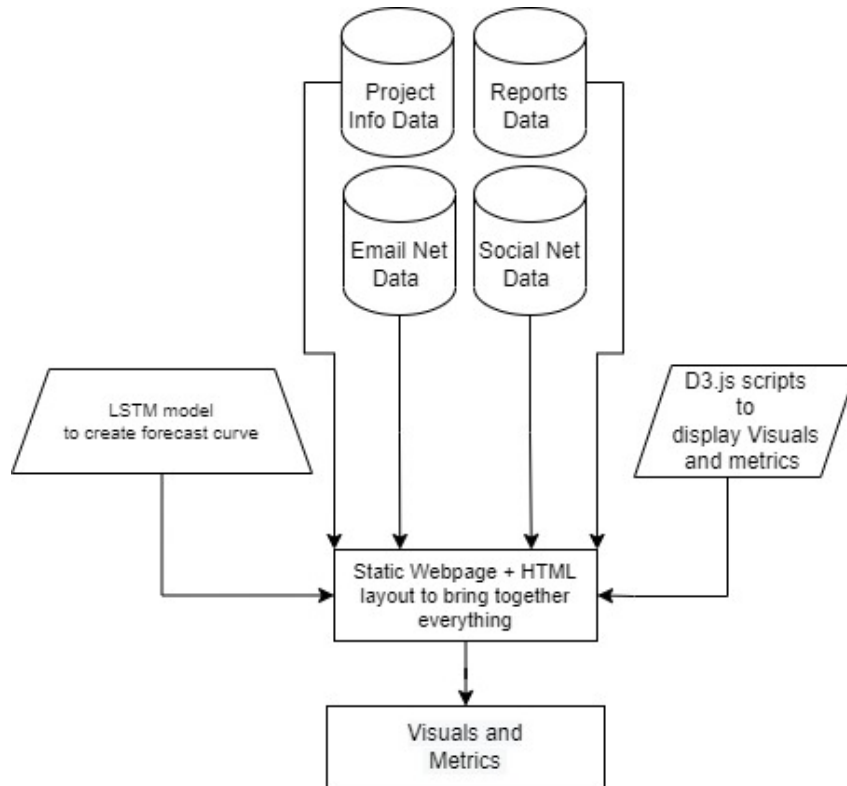 Project
Info Data
Reports
Data
Email Net
Data
Social Net
Data
LSTM model
to create forecast curve
D3.js scripts
to
display Visuals
and metrics
Static Webpage + HTML
layout to bring together
everything
Visuals and
Metrics